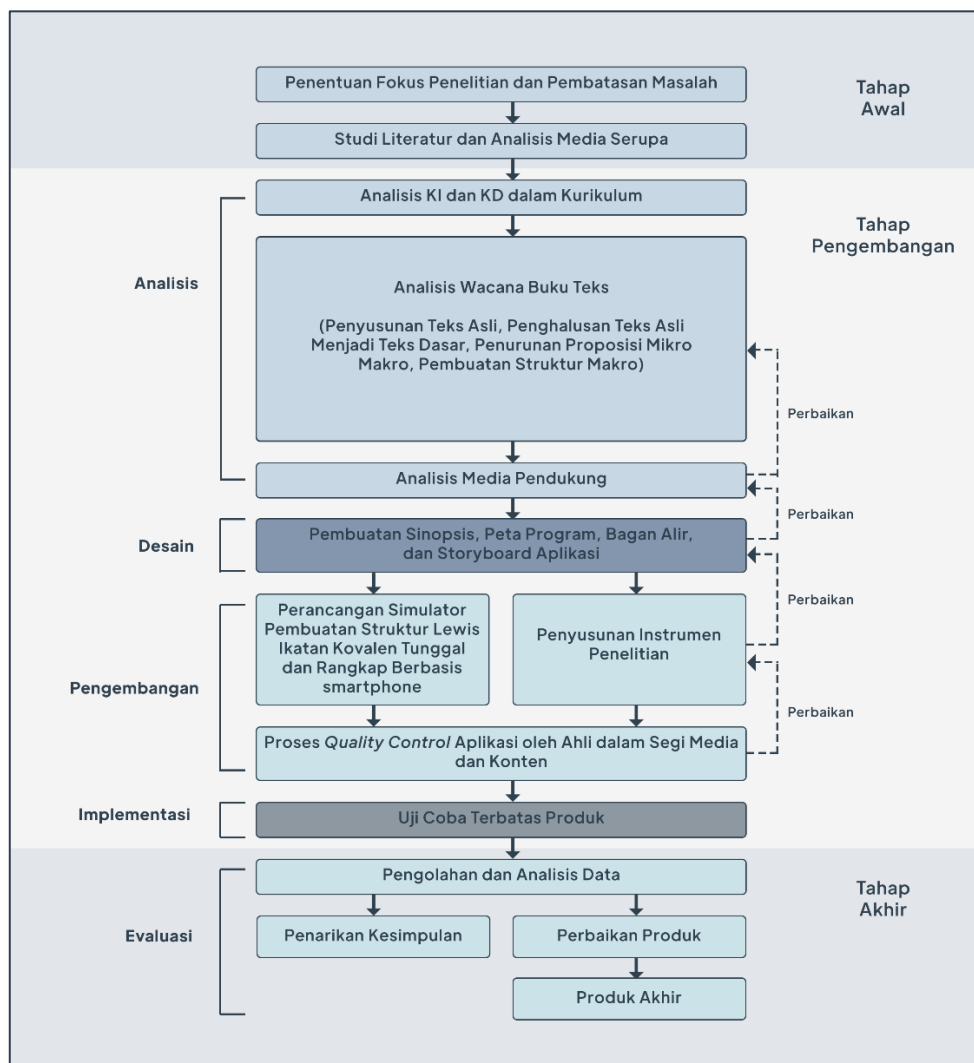 Penentuan Fokus Penelitian dan Pembatasan Masalah
Tahap
Awal
Studi Literatur dan Analisis Media Serupa
Analisis KI dan KD dalam Kurikulum
Tahap
Pengembangan
Analisis
Analisis Wacana Buku Teks
(Penyusunan Teks Asli, Penghalusan Teks Asli
Menjadi Teks Dasar, Penurunan Proposisi Mikro
Makro, Pembuatan Struktur Makro)
Perbaikan
Analisis Media Pendukung
Perbaikan
Desain
Pembuatan Sinopsis, Peta Program, Bagan Alir,
dan Storyboard Aplikasi
Perbaikan
Pengembangan
Perancangan Simulator
Pembuatan Struktur Lewis
Ikatan Kovalen Tunggal
dan Rangkap Berbasis
smartphone
Penyusunan Instrumen
Penelitian
Perbaikan
Proses Quality Control Aplikasi oleh Ahli dalam Segi Media
dan Konten
Implementasi
Uji Coba Terbatas Produk
Pengolahan dan Analisis Data
Tahap
Akhir
Evaluasi
Penarikan Kesimpulan
Perbaikan Produk
Produk Akhir